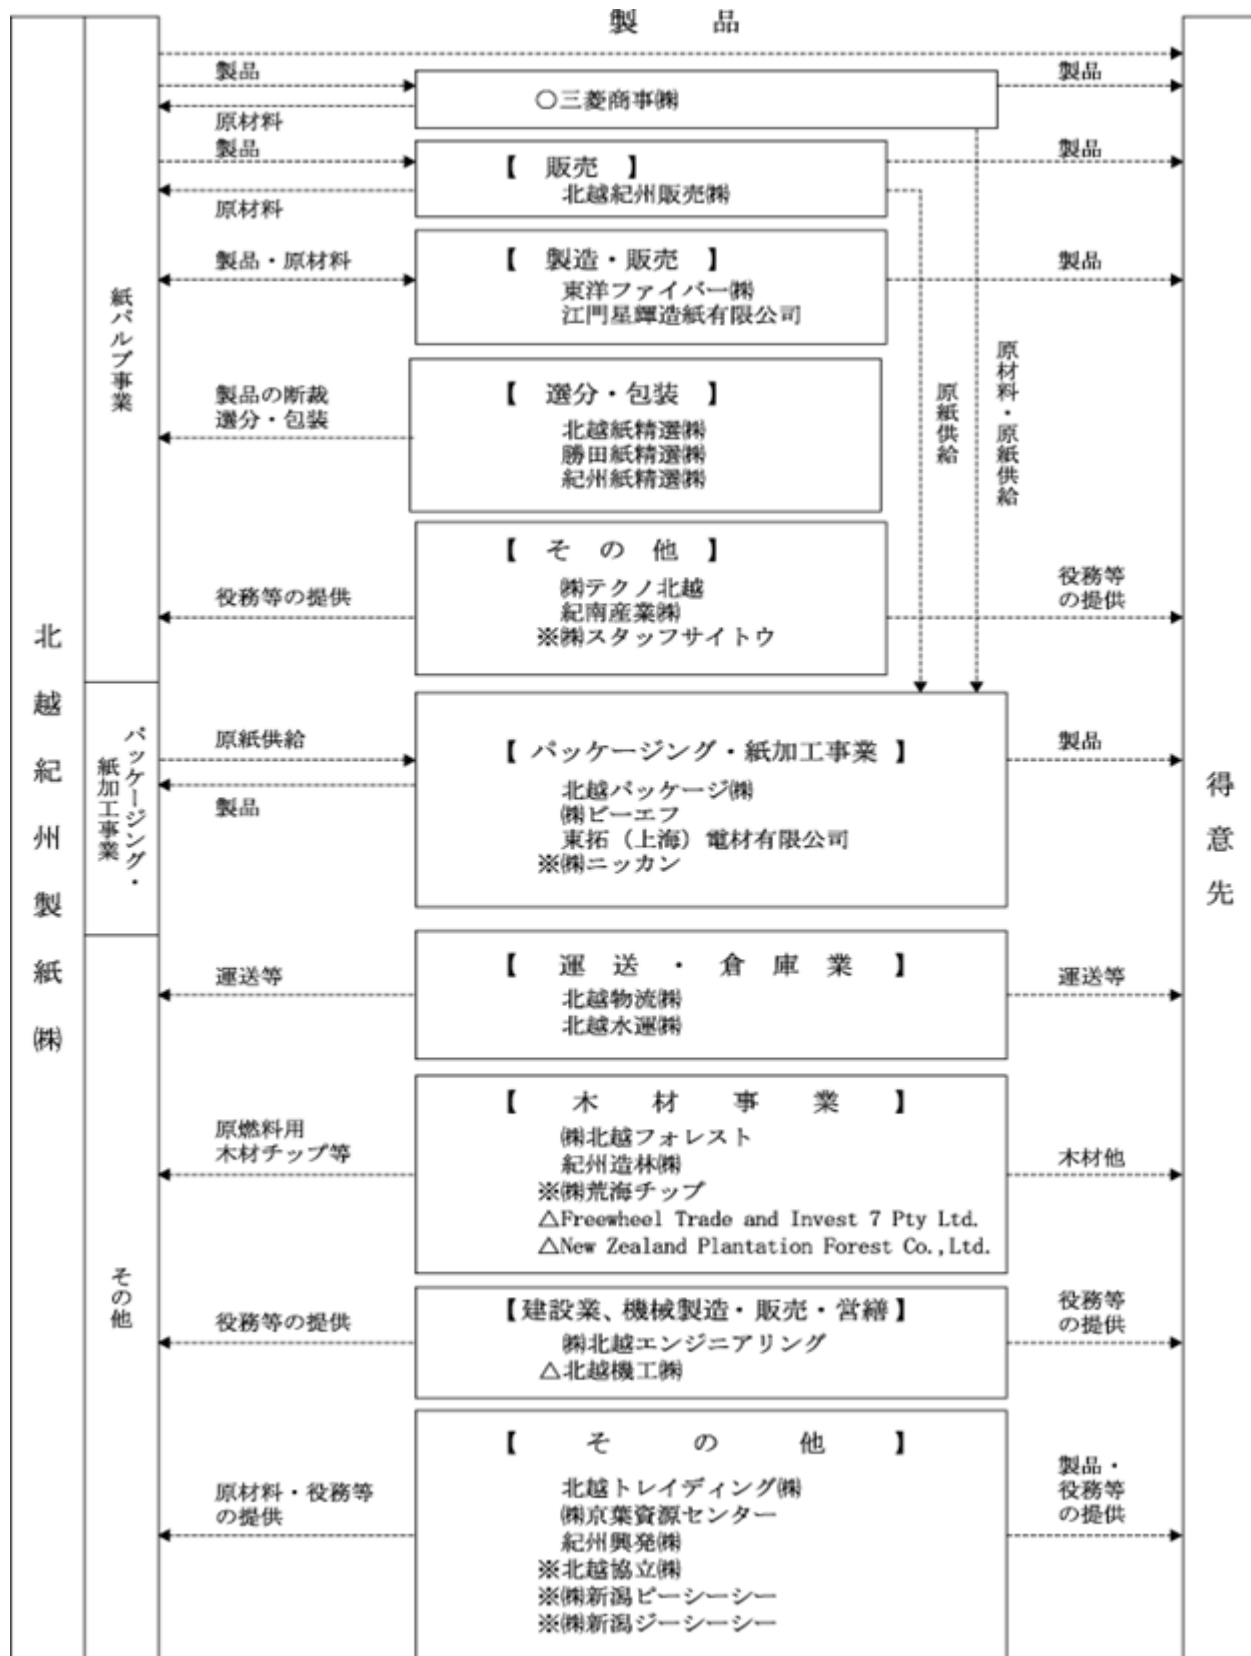 製品
北越紀州製紙㈱
紙パルプ事業
製品
原材料
○三菱商事㈱
製品
製品
原材料
【 販売 】
北越紀州販売㈱
製品
製品・原材料
【 製造・販売 】
東洋ファイバー㈱
江門星輝造紙有限公司
製品
製品の断裁
選分・包装
【 選分・包装 】
北越紙精選㈱
勝田紙精選㈱
紀州紙精選㈱
原紙供給
原材料・原紙供給
役務等の提供
【 その他 】
㈱テクノ北越
紀南産業㈱
※㈱スタッフサイトウ
役務等
の提供
パッケージング・
紙加工事業
原紙供給
製品
【 パッケージング・紙加工事業 】
北越パッケージ㈱
㈱ビーエフ
東拓（上海）電材有限公司
※㈱ニッカン
製品
得意先
その他
運送等
【 運送・倉庫業 】
北越物流㈱
北越水運㈱
運送等
原燃料用
木材チップ等
【 木材事業 】
㈱北越フォレスト
紀州造林㈱
※㈱荒海チップ
△Freewheel Trade and Invest 7 Pty Ltd.
△New Zealand Plantation Forest Co.,Ltd.
木材他
役務等の提供
【建設業、機械製造・販売・営繕】
㈱北越エンジニアリング
△北越機工㈱
役務等
の提供
原材料・役務等
の提供
【 その他 】
北越トレイディング㈱
㈱京葉資源センター
紀州興発㈱
※北越協立㈱
※㈱新潟ピーシーシー
※㈱新潟ジーシーシー
製品・
役務等
の提供